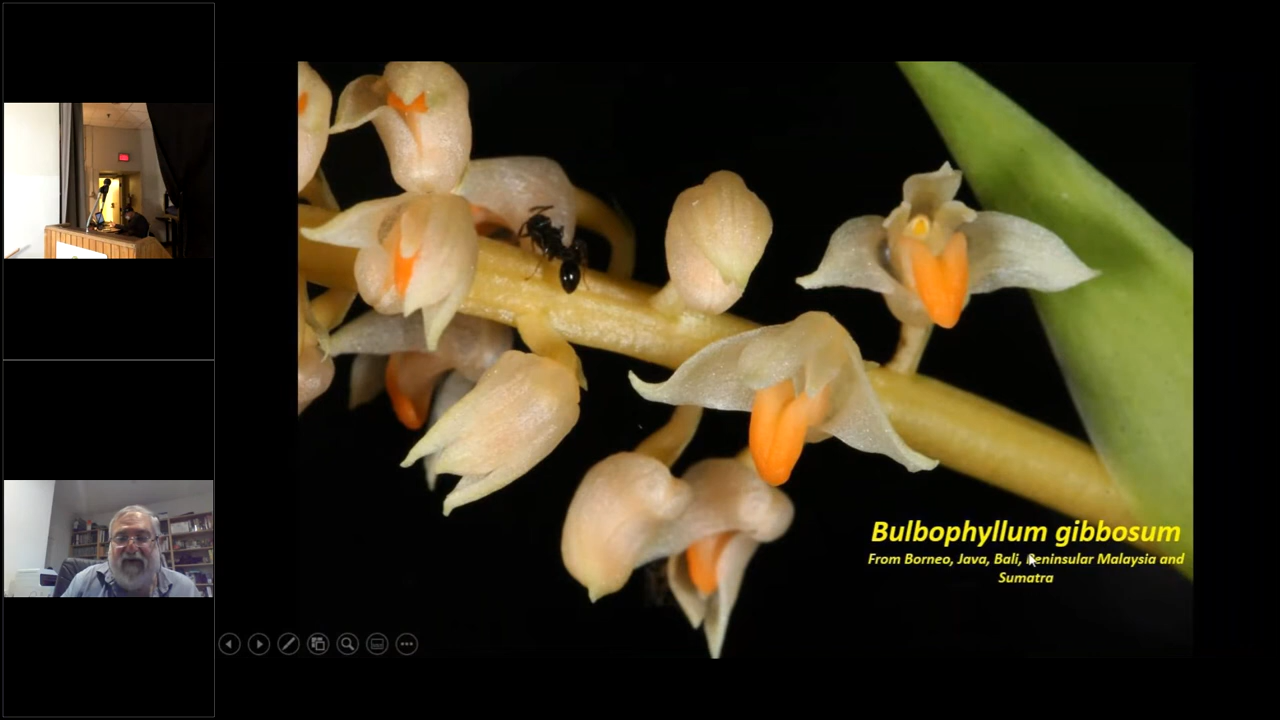 Bulbophyllum gibbosum
From Borneo, Java, Bali, Peninsular Malaysia and
Sumatra